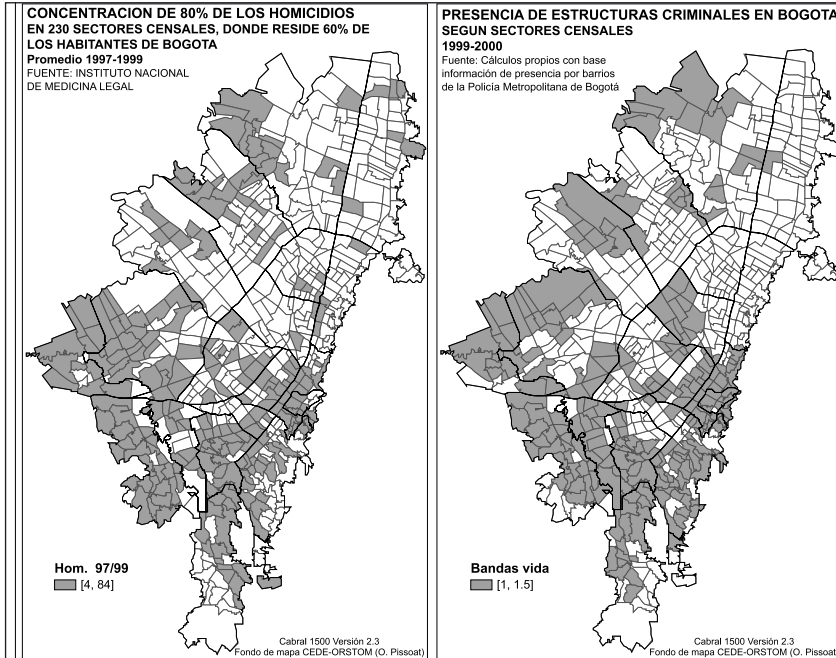 CONCENTRACION DE 80% DE LOS HOMICIDIOS
EN 230 SECTORES CENSALES, DONDE RESIDE 60% DE
LOS HABITANTES DE BOGOTA
Promedio 1997-1999
FUENTE: INSTITUTO NACIONAL
DE MEDICINA LEGAL
Hom. 97/99
[4, 84]
Cabral 1500 Versión 2.3
Fondo de mapa CEDE-ORSTOM (O. Pissoat)
PRESENCIA DE ESTRUCTURAS CRIMINALES EN BOGOTA
SEGUN SECTORES CENSALES
1999-2000
Fuente: Cálculos propios con base
información de presencia por barrios
de la Policía Metropolitana de Bogotá
Bandas vida
[1, 1.5]
Cabral 1500 Versión 2.3
Fondo de mapa CEDE-ORSTOM (O. Pissoat)